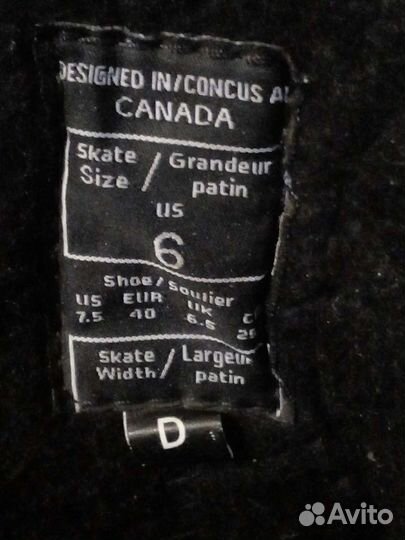 DESIGNED IN/CONCUS AU
CANADA
Skate / Grandeur
Size patin
US
6
Shoe / Soulier
US EUR UK
7.5 40 6.5
Skate / Largeur
Width patin
D
Avito